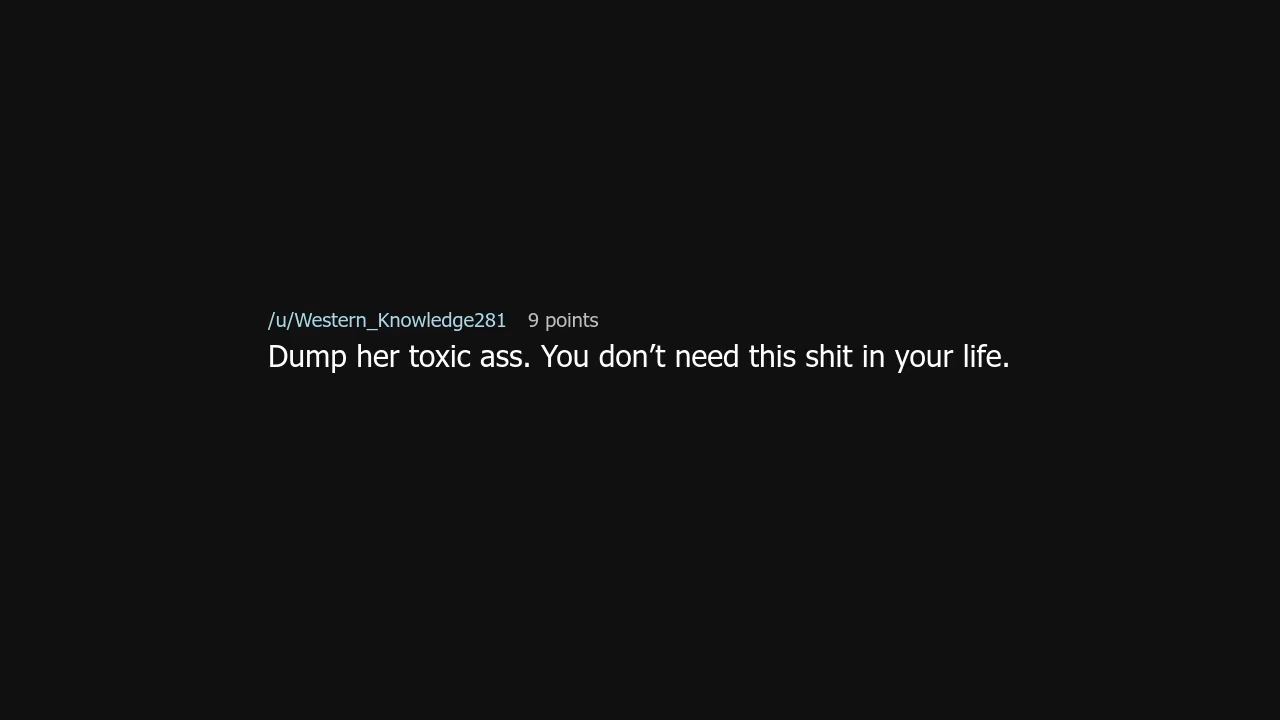 /u/Western_Knowledge281 9 points
Dump her toxic ass. You don’t need this shit in your life.